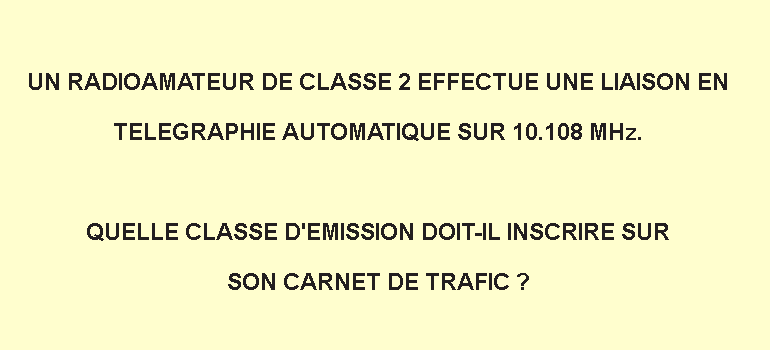 UN RADIOAMATEUR DE CLASSE 2 EFFECTUE UNE LIAISON EN
TELEGRAPHIE AUTOMATIQUE SUR 10.108 MHz.
QUELLE CLASSE D'EMISSION DOIT-IL INSCRIRE SUR
SON CARNET DE TRAFIC ?